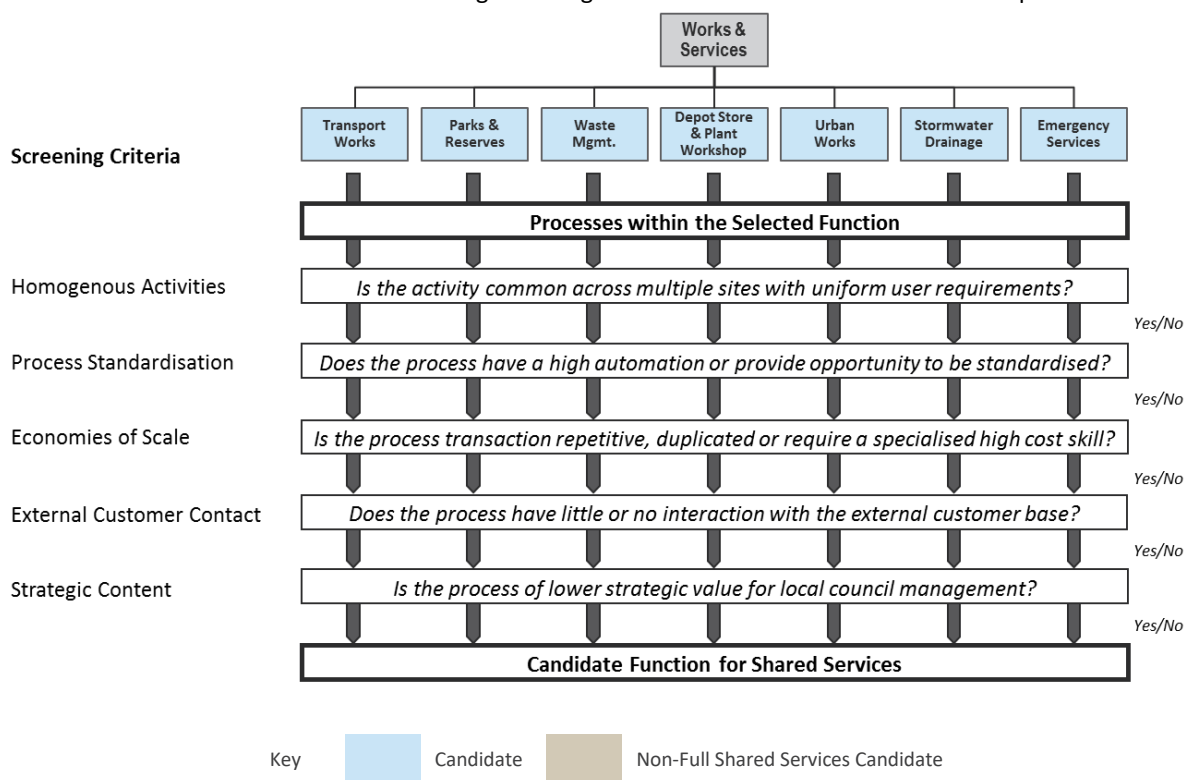 Works &
Services
Transport
Works
Parks &
Reserves
Waste
Mgmt.
Depot Store
& Plant
Workshop
Urban
Works
Stormwater
Drainage
Emergency
Services
Screening Criteria
Processes within the Selected Function
Homogenous Activities
Is the activity common across multiple sites with uniform user requirements?
Yes/No
Process Standardisation
Does the process have a high automation or provide opportunity to be standardised?
Yes/No
Economies of Scale
Is the process transaction repetitive, duplicated or require a specialised high cost skill?
Yes/No
External Customer Contact
Does the process have little or no interaction with the external customer base?
Yes/No
Strategic Content
Is the process of lower strategic value for local council management?
Yes/No
Candidate Function for Shared Services
Key
Candidate
Non-Full Shared Services Candidate